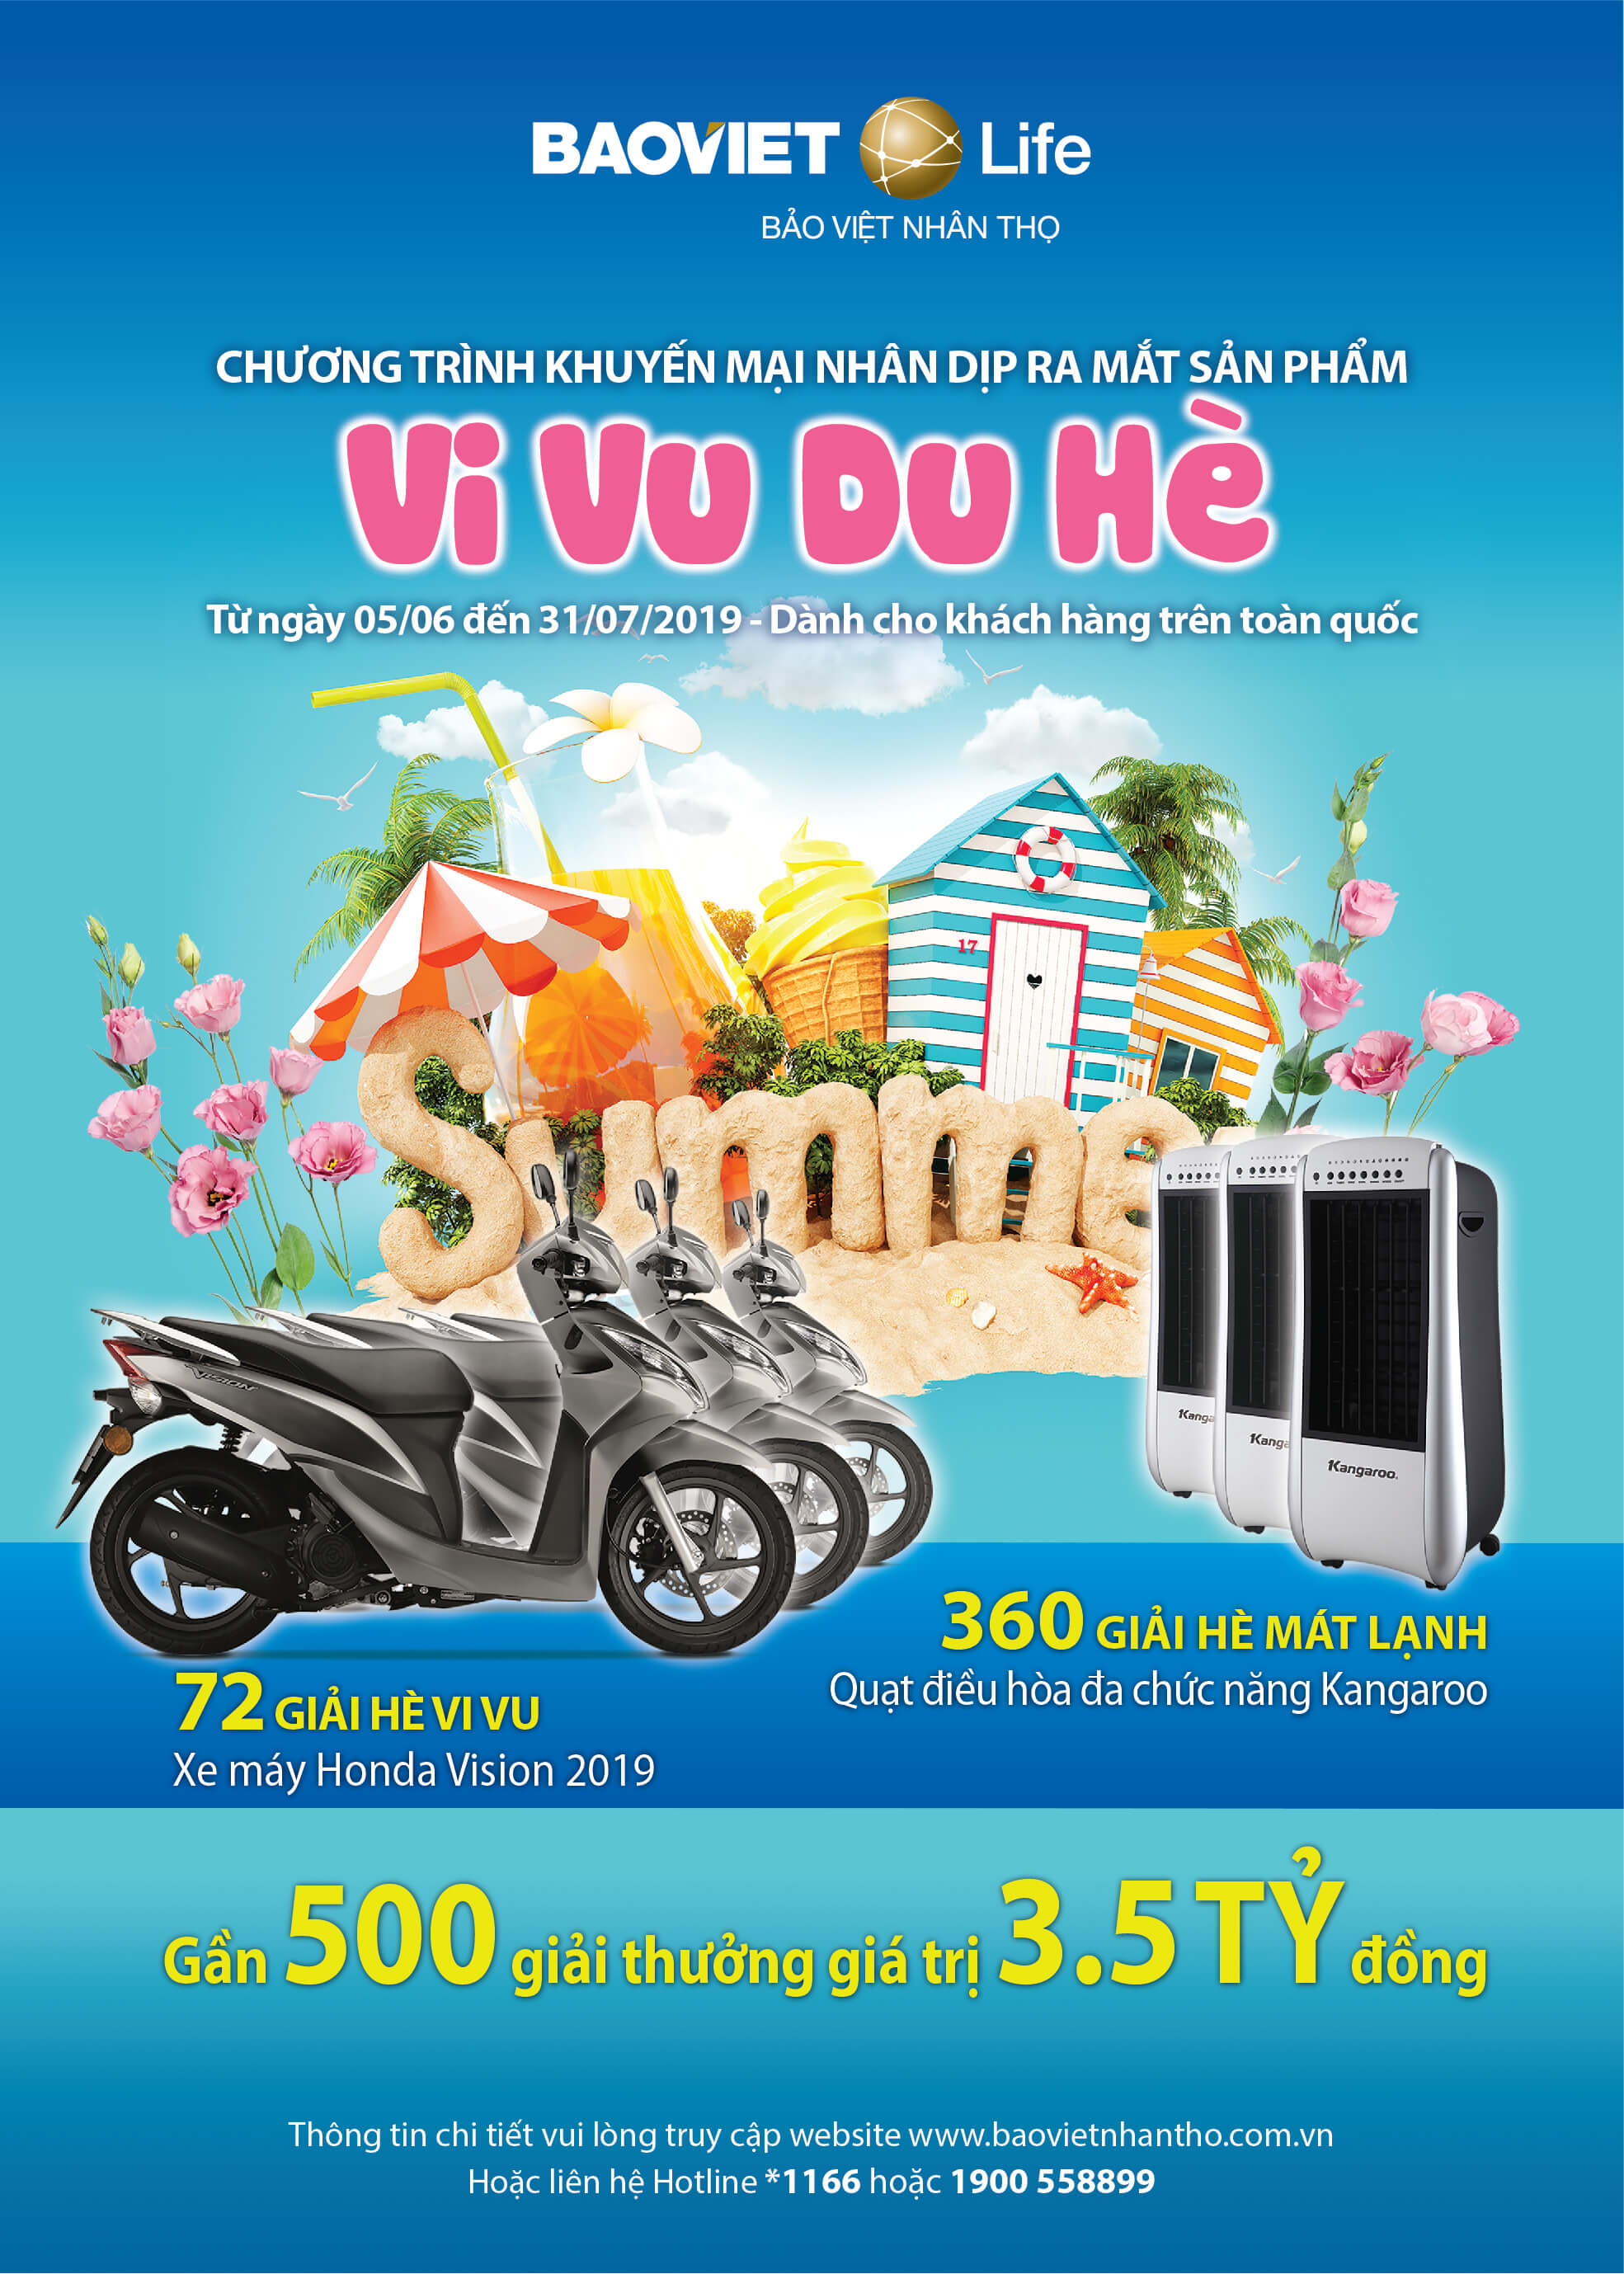 BAOVIET Life
BẢO VIỆT NHÂN THỌ
CHƯƠNG TRÌNH KHUYẾN MẠI NHÂN DỊP RA MẮT SẢN PHẨM
Vi Vu Du Hè
Từ ngày 05/06 đến 31/07/2019 - Dành cho khách hàng trên toàn quốc
17
Summe
VISION
Kanga
Kanga
Kangaroo.
360 GIẢI HÈ MÁT LẠNH
Quạt điều hòa đa chức năng Kangaroo
72 GIẢI HÈ VI VU
Xe máy Honda Vision 2019
Gần 500 giải thưởng giá trị 3.5 TỶ đồng
Thông tin chi tiết vui lòng truy cập website www.baovietnhantho.com.vn
Hoặc liên hệ Hotline *1166 hoặc 1900 558899